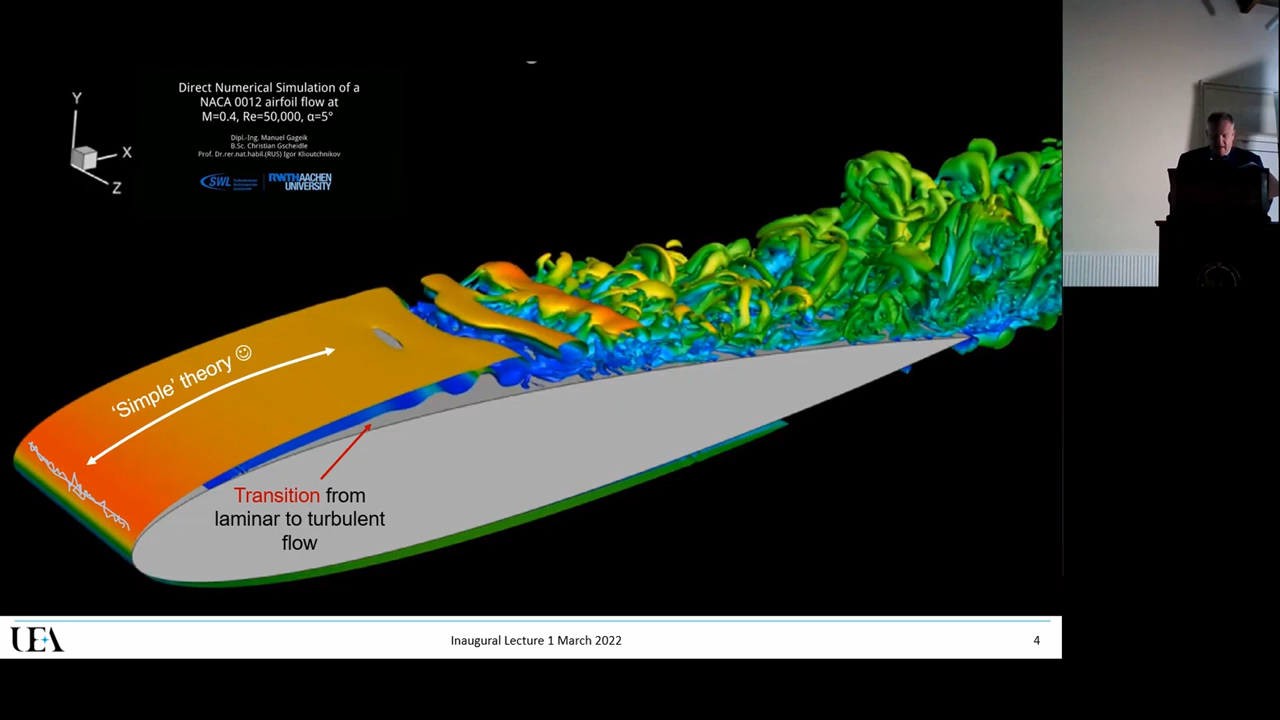 Direct Numerical Simulation of a
NACA 0012 airfoil flow at
M=0.4, Re=50,000, α=5°
Dipl.-Ing. Manuel Gageik
B.Sc. Christian Gscheidle
Prof. Dr.rer.nat.habil.(RUS) Igor Klioutchnikov
SWL
RWTHAACHEN
UNIVERSITY
Y
X
Z
‘Simple’ theory ☺
Transition from
laminar to turbulent
flow
UEA
Inaugural Lecture 1 March 2022
4